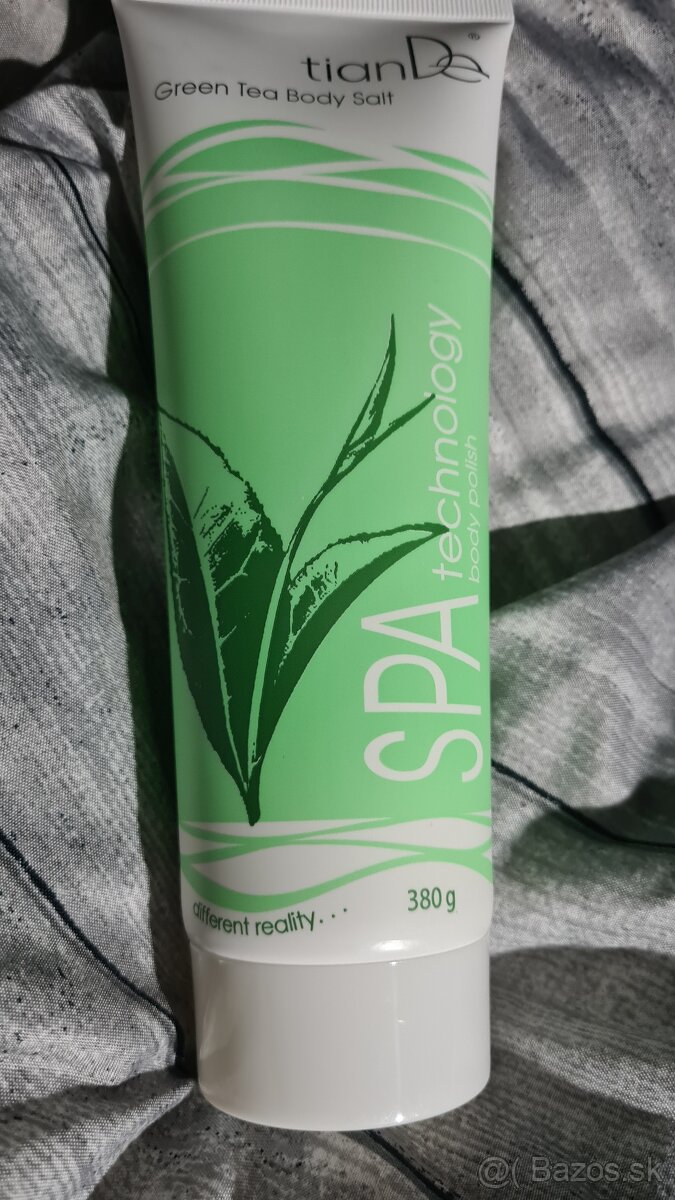 tianDe®
Green Tea Body Salt
SPA technology
body polish
380g
different reality...
@( Bazos.sk